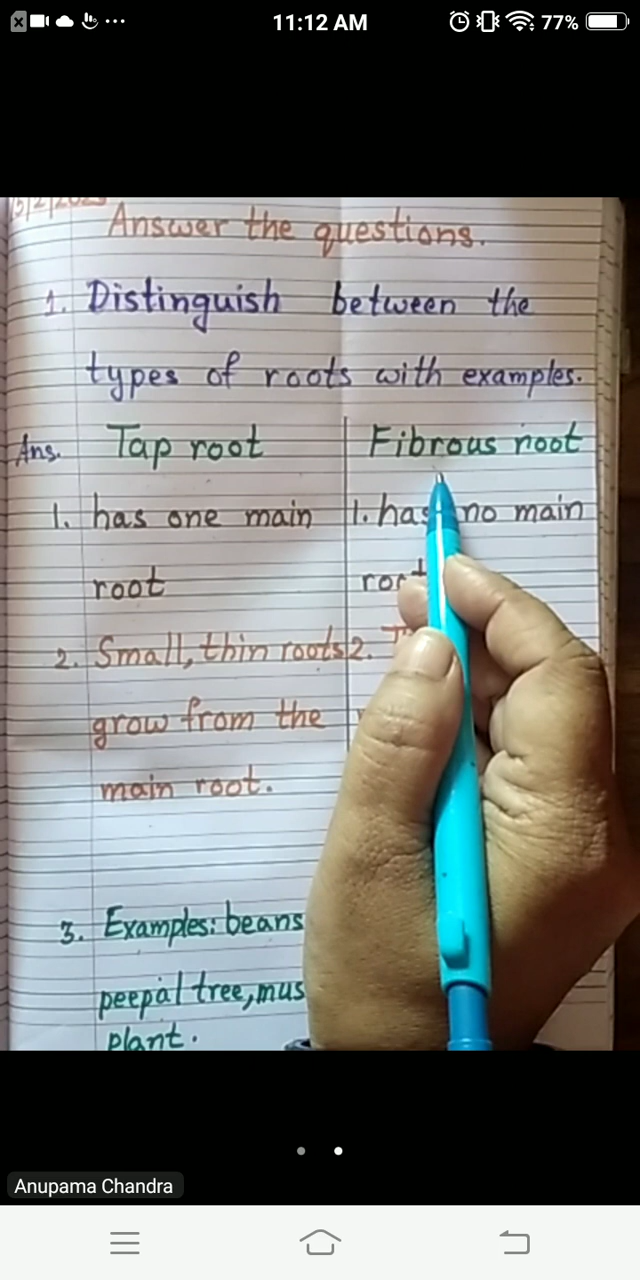 11:12 AM
77%
Answer the questions.
1. Distinguish between the
types of roots with examples.
Ans. Tap root
Fibrous root
1. has one main
root
2. Small, thin roots
grow from the
main root.
3. Examples: beans
peepal tree,
plant.
1. has no main
2.
Anupama Chandra